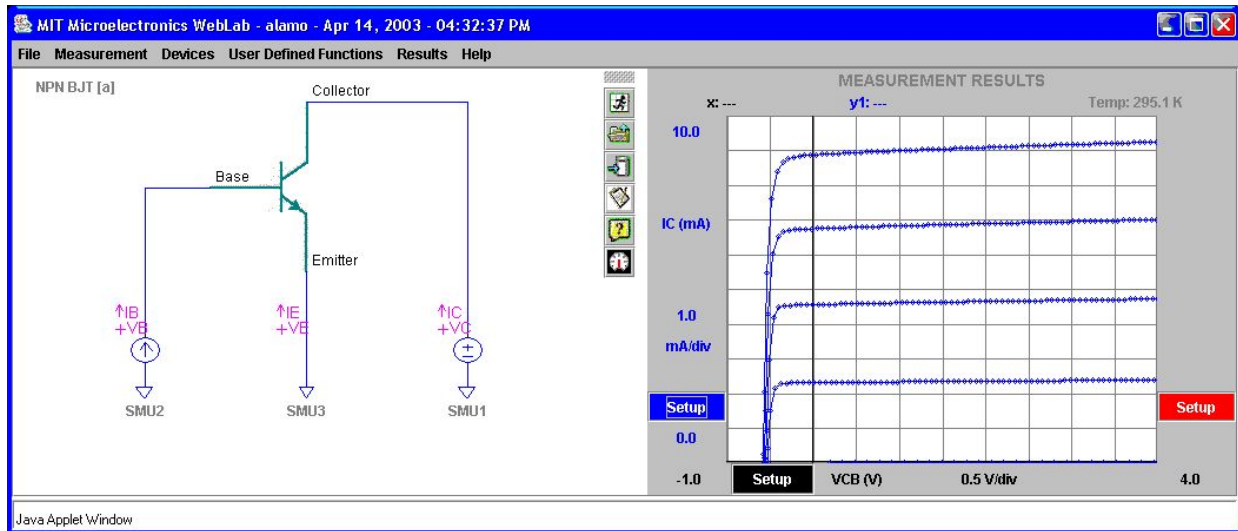 MIT Microelectronics WebLab - alamo - Apr 14, 2003 - 04:32:37 PM
File Measurement Devices User Defined Functions Results Help
NPN BJT [a]
Collector
Base
Emitter
IB
+VB
IE
+VE
IC
+VC
SMU2
SMU3
SMU1
MEASUREMENT RESULTS
x: ---
y1: ---
Temp: 295.1 K
10.0
IC (mA)
1.0
mA/div
Setup
Setup
0.0
-1.0
Setup
VCB (V)
0.5 V/div
4.0
Java Applet Window